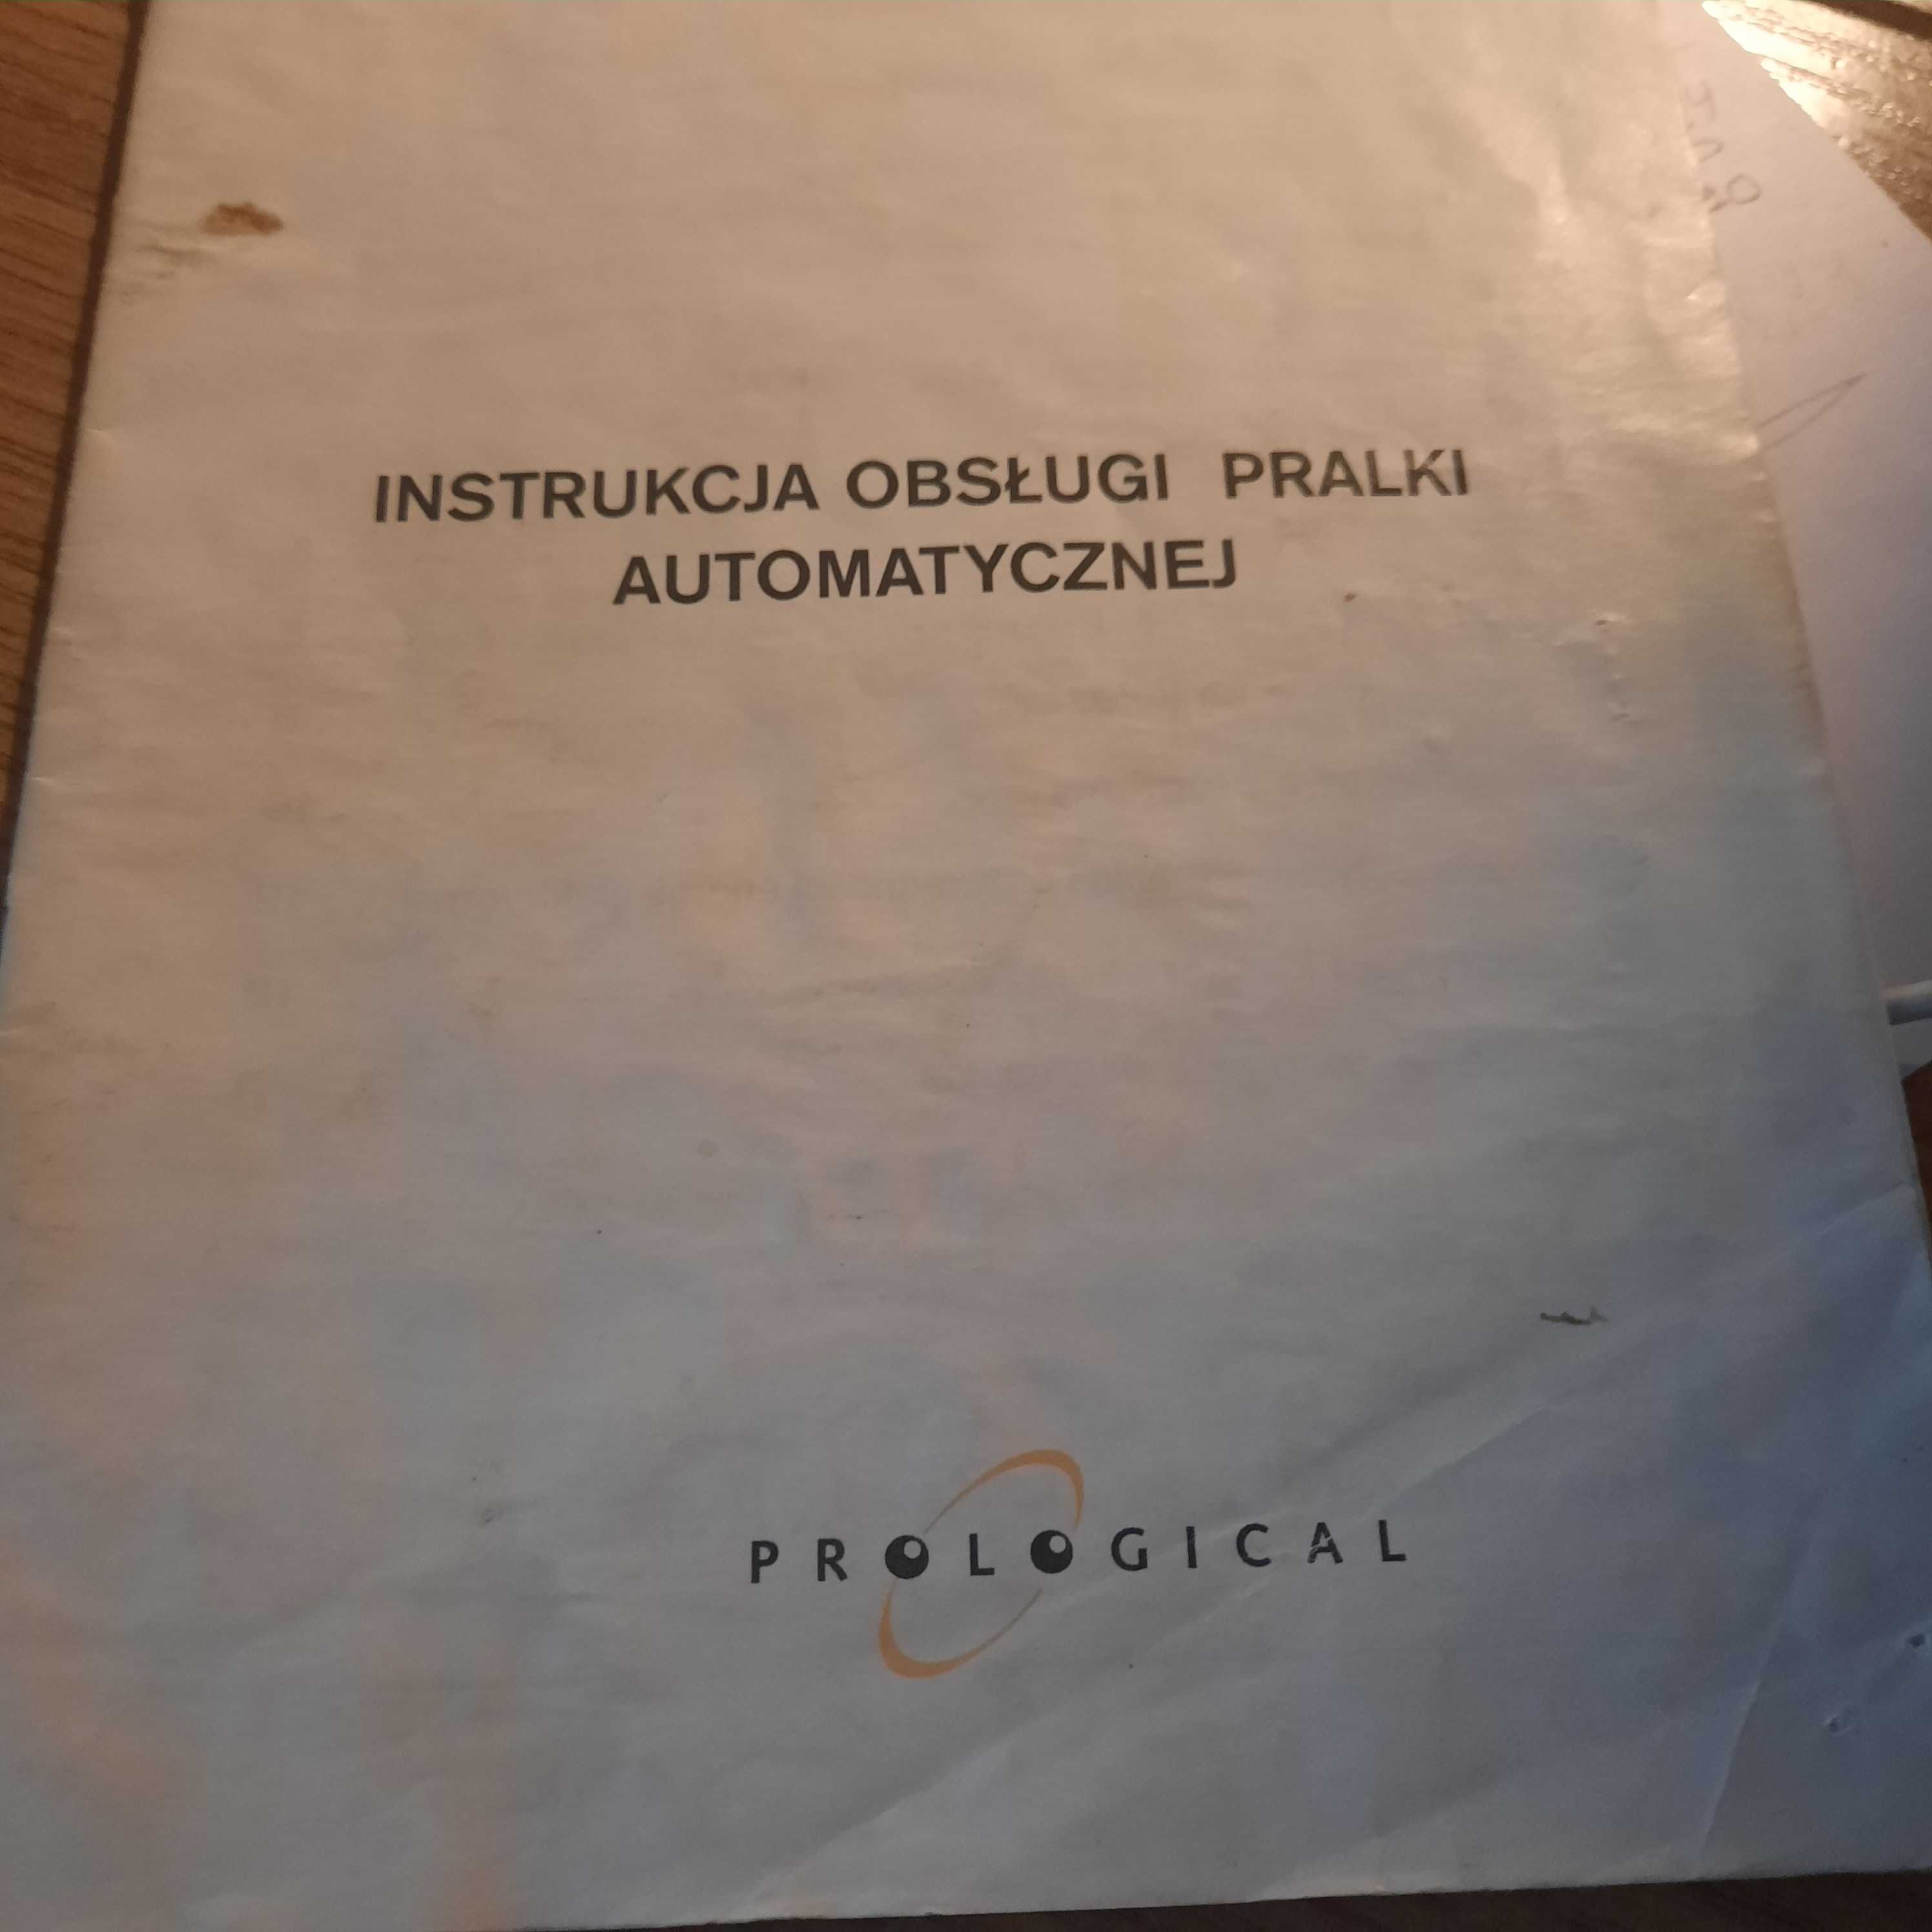 INSTRUKCJA OBSŁUGI PRALKI
AUTOMATYCZNEJ
PROLOGICAL